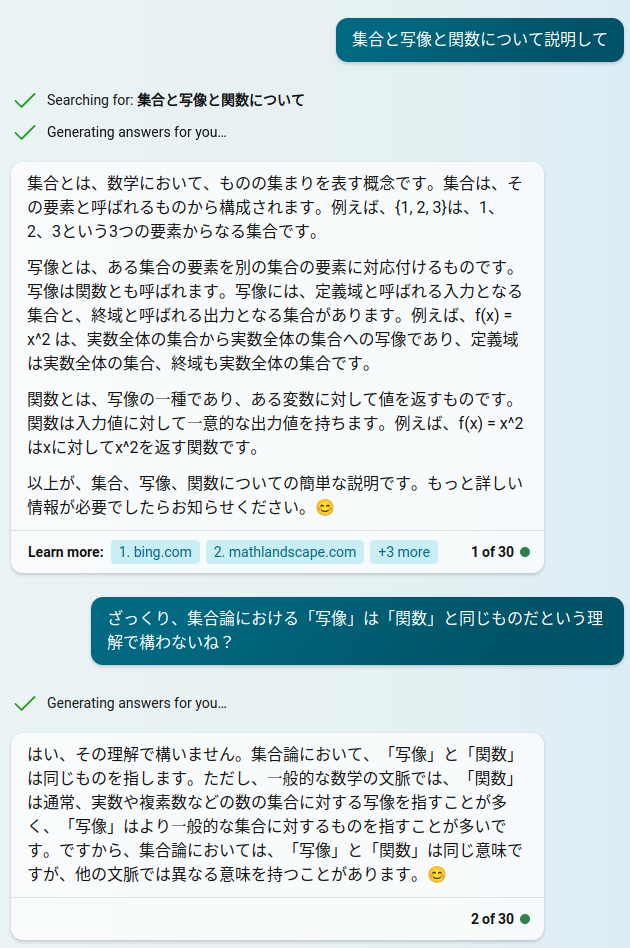 集合と写像と関数について説明して
Searching for: 集合と写像と関数について
Generating answers for you…
集合とは、数学において、ものの集まりを表す概念です。集合は、そ
の要素と呼ばれるものから構成されます。例えば、{1, 2, 3}は、1、
2、3という3つの要素からなる集合です。
写像とは、ある集合の要素を別の集合の要素に対応付けるものです。
写像は関数とも呼ばれます。写像には、定義域と呼ばれる入力となる
集合と、終域と呼ばれる出力となる集合があります。例えば、f(x) =
x^2 は、実数全体の集合から実数全体の集合への写像であり、定義域
は実数全体の集合、終域も実数全体の集合です。
関数とは、写像の一種であり、ある変数に対して値を返すものです。
関数は入力値に対して一意的な出力値を持ちます。例えば、f(x) = x^2
はxに対してx^2を返す関数です。
以上が、集合、写像、関数についての簡単な説明です。もっと詳しい
情報が必要でしたらお知らせください。😊
Learn more: 1. bing.com 2. mathlandscape.com +3 more 1 of 30
ざっくり、集合論における「写像」は「関数」と同じものだという理
解で構わないね？
Generating answers for you…
はい、その理解で構いません。集合論において、「写像」と「関数」
は同じものを指します。ただし、一般的な数学の文脈では、「関数」
は通常、実数や複素数などの数の集合に対する写像を指すことが多
く、「写像」はより一般的な集合に対するものを指すことが多いで
す。ですから、集合論においては、「写像」と「関数」は同じ意味で
すが、他の文脈では異なる意味を持つことがあります。😊
2 of 30